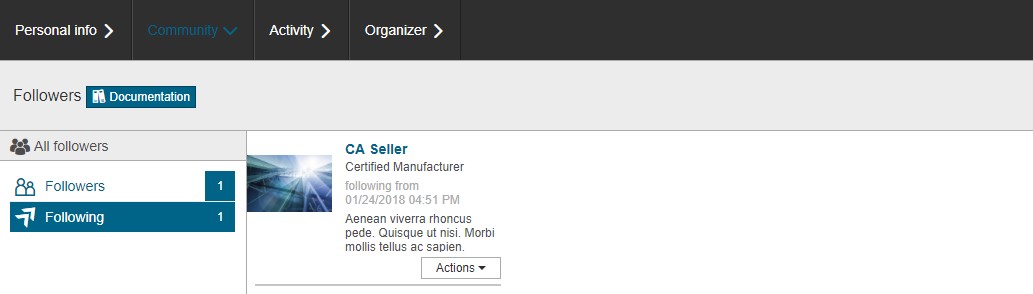 Personal info
Community
Activity
Organizer
Followers
Documentation
All followers
Followers
1
Following
1
CA Seller
Certified Manufacturer
following from
01/24/2018 04:51 PM
Aenean viverra rhoncus
pede. Quisque ut nisi. Morbi
mollis tellus ac sapien.
Actions